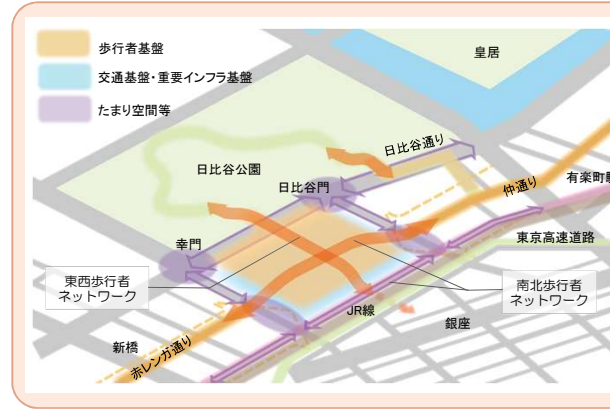 歩行者基盤
交通基盤・重要インフラ基盤
たまり空間等
皇居
日比谷通り
日比谷公園
日比谷門
仲通り
有楽町駅
幸門
東京高速道路
東西歩行者
ネットワーク
南北歩行者
ネットワーク
JR線
銀座
新橋
赤レンガ通り